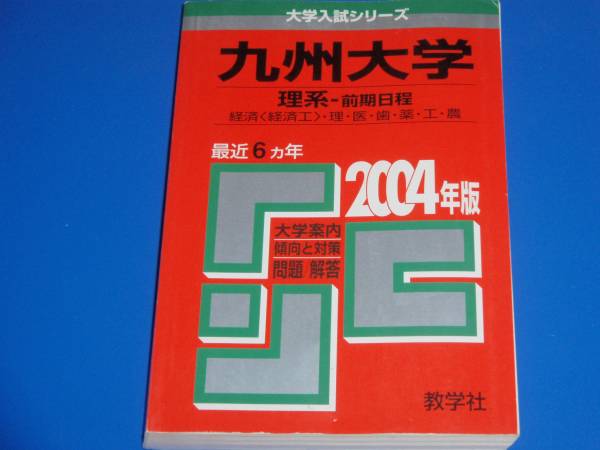 大学入試シリーズ
九州大学
理系-前期日程
経済〈経済工〉・理・医・歯・薬・工・農
最近6ヵ年
2004年版
大学案内
傾向と対策
問題 解答
教学社